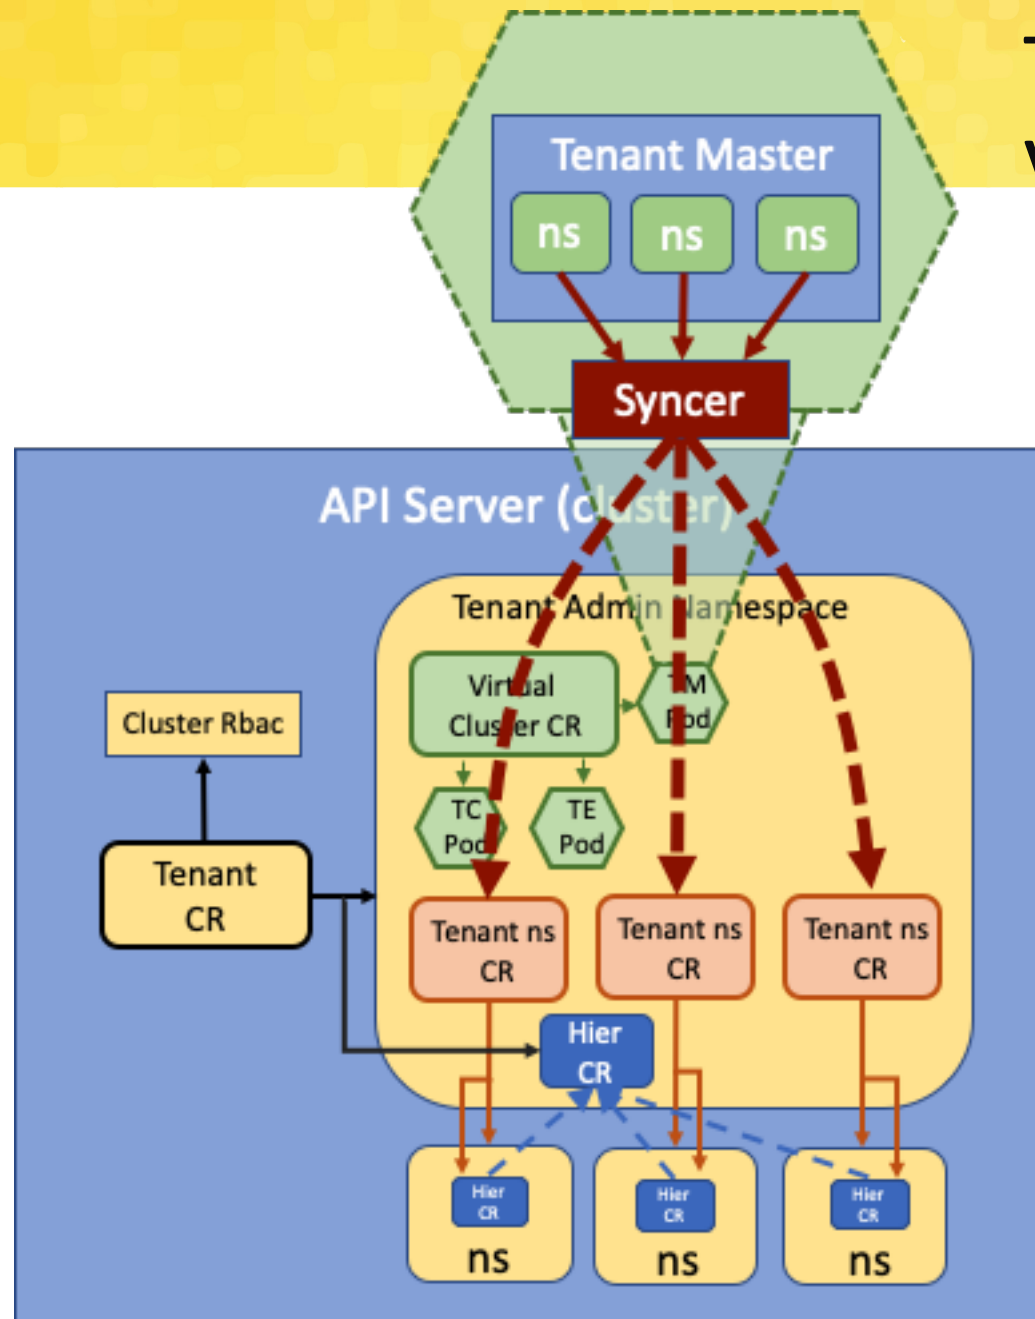 Tenant Master
ns
ns
ns
Syncer
API Server (cluster)
Tenant Admin Namespace
Virtual
Cluster CR
TM
Pod
TC
Pod
TE
Pod
Cluster Rbac
Tenant
CR
Tenant ns
CR
Tenant ns
CR
Tenant ns
CR
Hier
CR
Hier
CR
ns
Hier
CR
ns
Hier
CR
ns